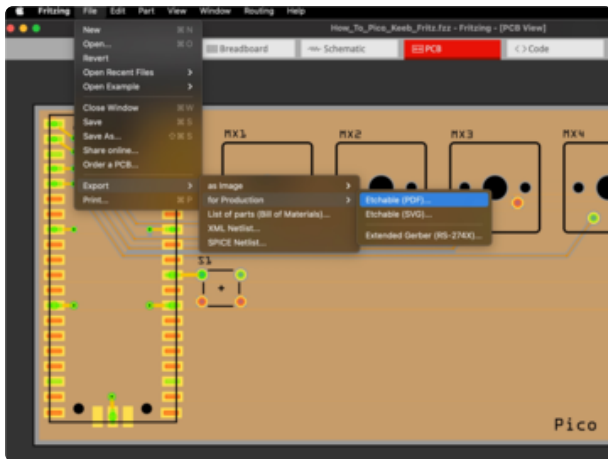 Fritzing File Edit Part View Window Routing Help
How_To_Pico_Keeb_Fritz.fzz - Fritzing - [PCB View]
Breadboard Schematic PCB Code
New ⌘ N
Open... ⌘ O
Revert
Open Recent Files
Open Example
Close Window ⌘ W
Save ⌘ S
Save As... ⇧ ⌘ S
Share online...
Order a PCB...
Export
Print... ⌘ P
as Image
for Production
List of parts (Bill of Materials)...
XML Netlist...
SPICE Netlist...
Etchable (PDF)...
Etchable (SVG)...
Extended Gerber (RS-274X)...
MX1 MX2 MX3 MX4
S1
Pico